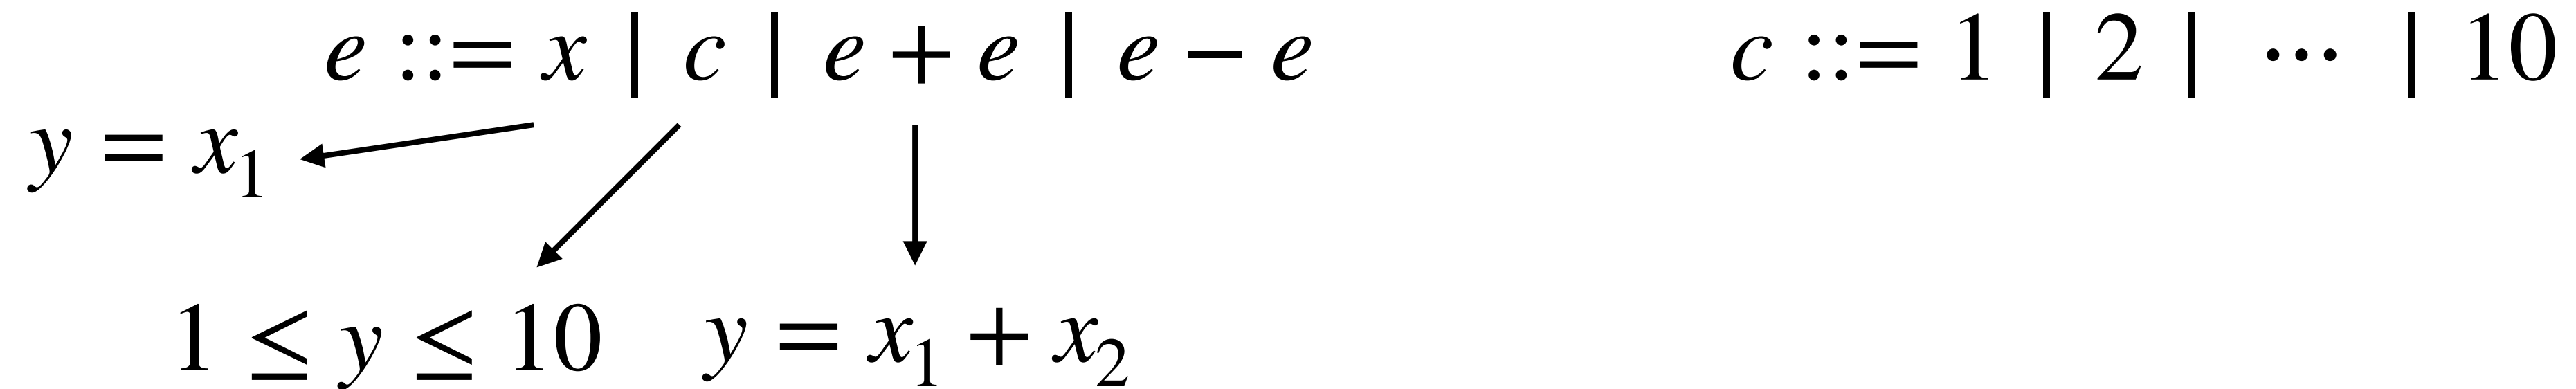 e ::= x | c | e + e | e − e    c ::= 1 | 2 | ⋯ | 10
y = x₁
1 ≤ y ≤ 10    y = x₁ + x₂